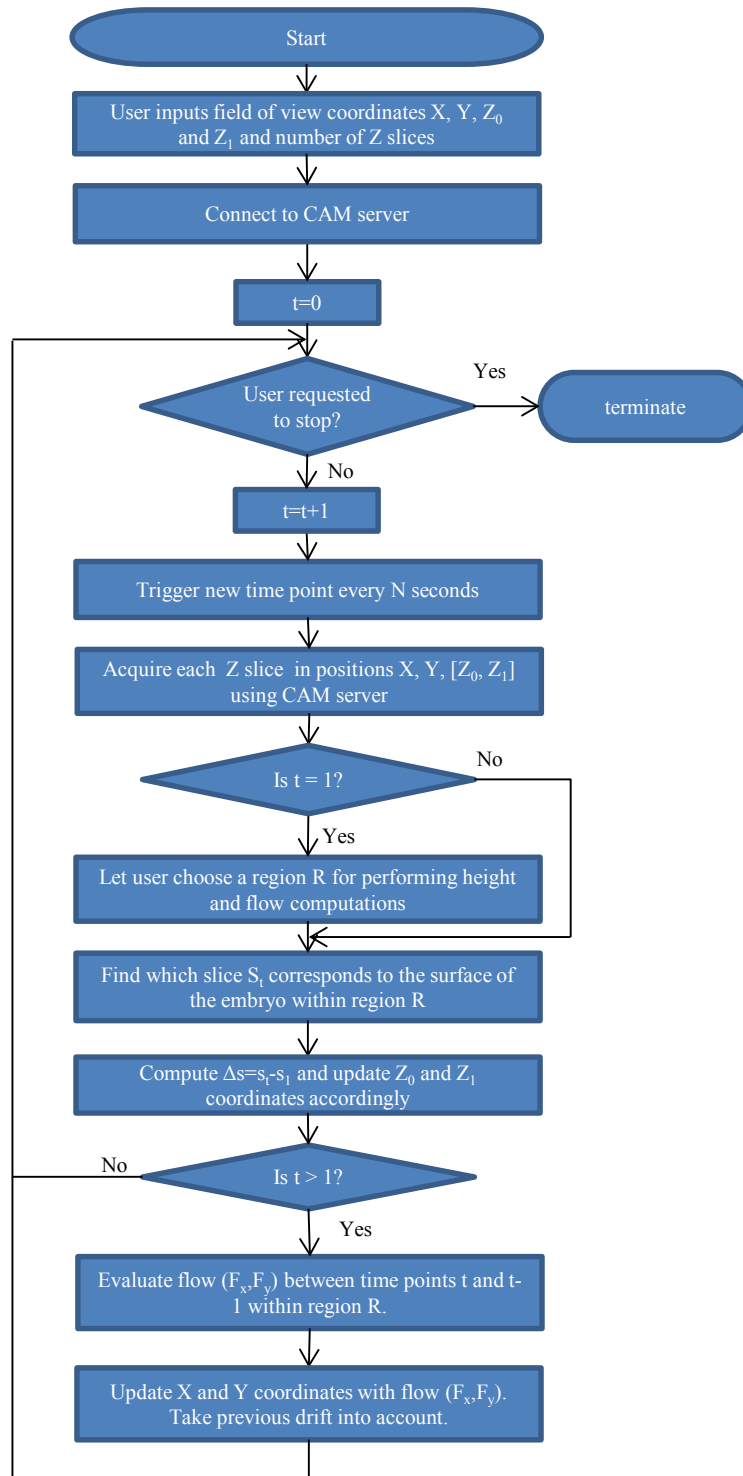 Start
User inputs field of view coordinates X, Y, Z₀
and Z₁ and number of Z slices
Connect to CAM server
t=0
User requested
to stop?
Yes
terminate
No
t=t+1
Trigger new time point every N seconds
Acquire each Z slice in positions X, Y, [Z₀, Z₁]
using CAM server
Is t = 1?
No
Yes
Let user choose a region R for performing height
and flow computations
Find which slice Sₜ corresponds to the surface of
the embryo within region R
Compute Δs=sₜ-s₁ and update Z₀ and Z₁
coordinates accordingly
Is t > 1?
No
Yes
Evaluate flow (Fₓ,Fᵧ) between time points t and t-
1 within region R.
Update X and Y coordinates with flow (Fₓ,Fᵧ).
Take previous drift into account.